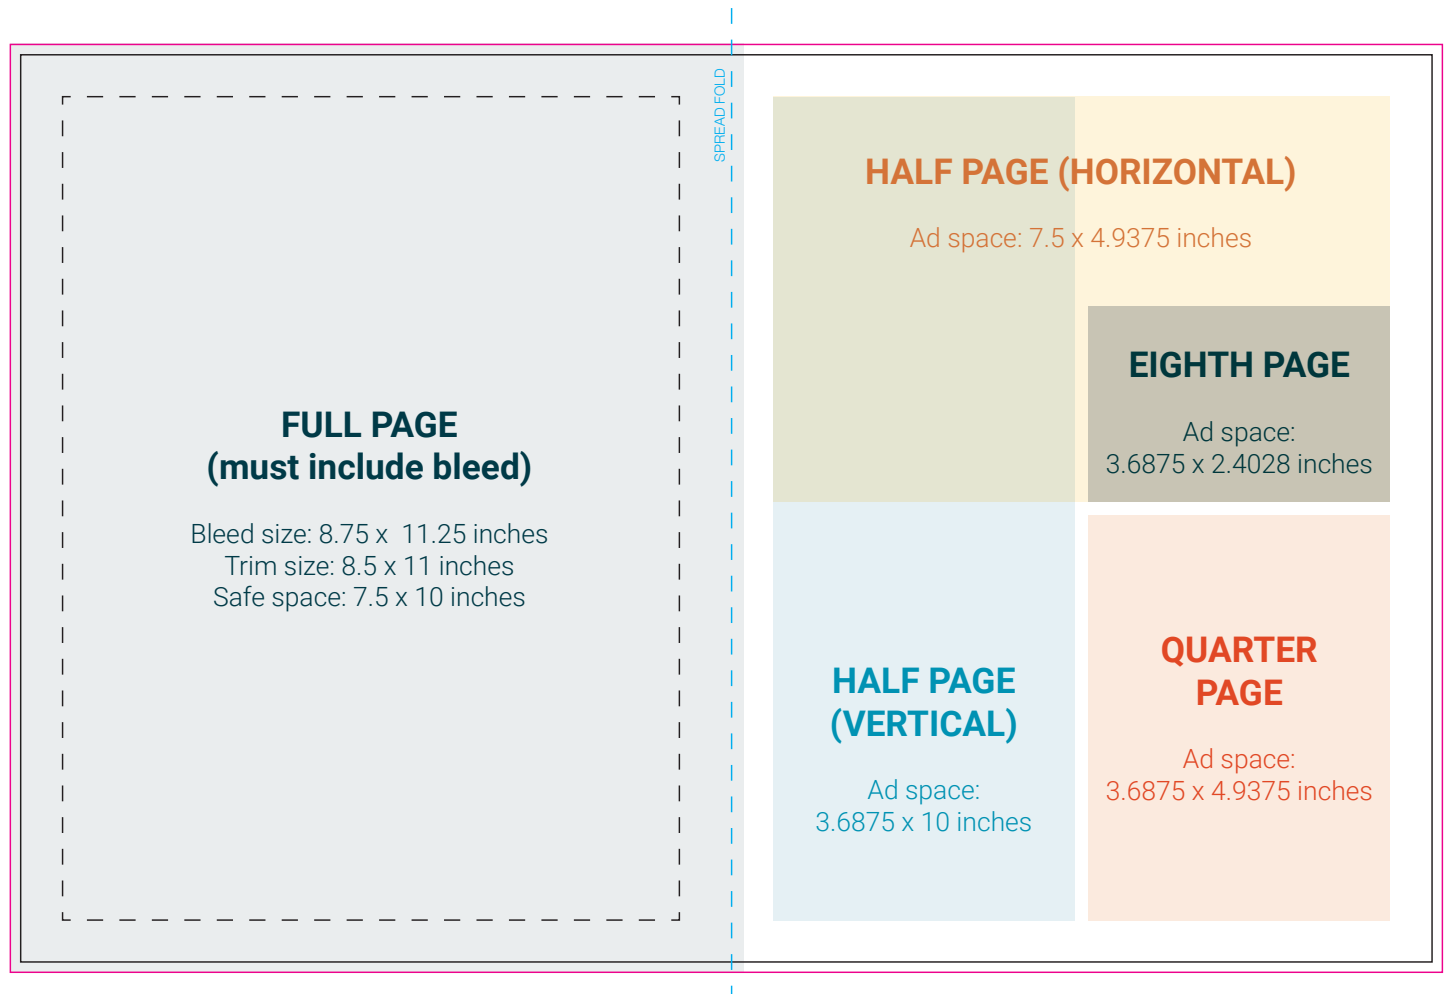 SPREAD FOLD
FULL PAGE
(must include bleed)
Bleed size: 8.75 x  11.25 inches
Trim size: 8.5 x 11 inches
Safe space: 7.5 x 10 inches
HALF PAGE (HORIZONTAL)
Ad space: 7.5 x 4.9375 inches
EIGHTH PAGE
Ad space:
3.6875 x 2.4028 inches
HALF PAGE
(VERTICAL)
Ad space:
3.6875 x 10 inches
QUARTER
PAGE
Ad space:
3.6875 x 4.9375 inches